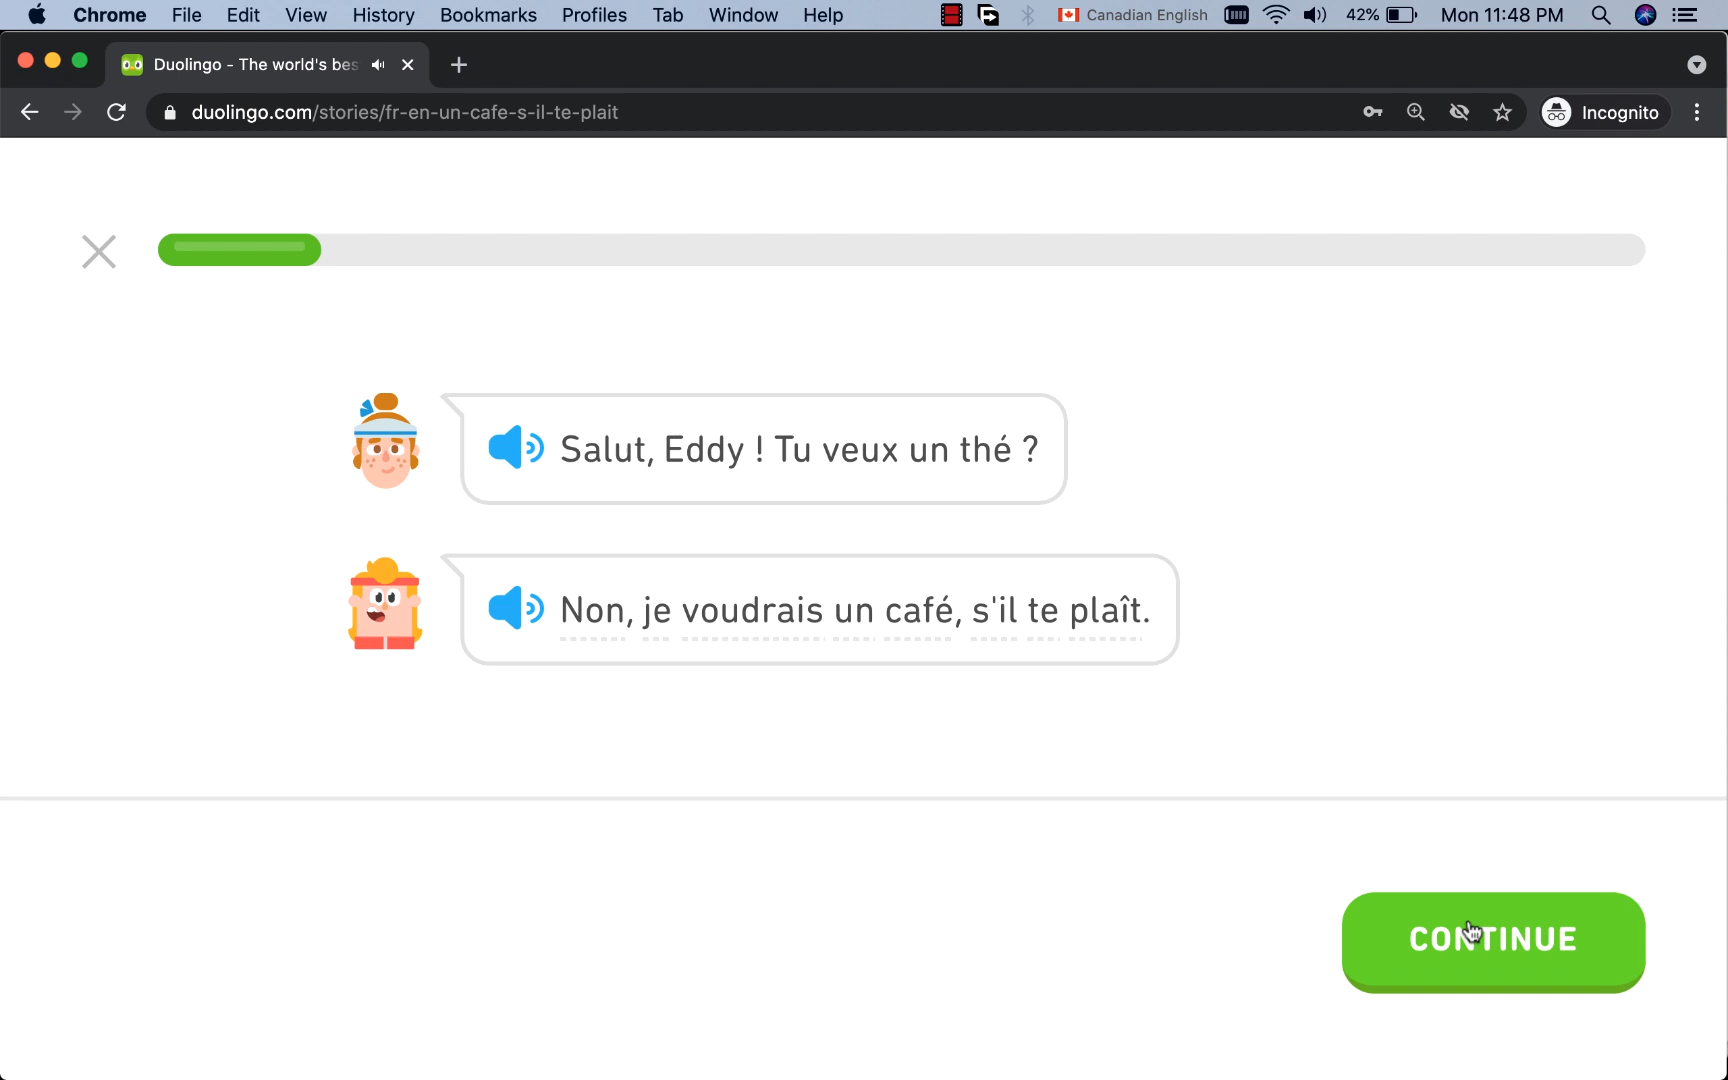 Chrome File Edit View History Bookmarks Profiles Tab Window Help Canadian English 42% Mon 11:48 PM
Duolingo - The world's bes
duolingo.com/stories/fr-en-un-cafe-s-il-te-plait Incognito
Salut, Eddy ! Tu veux un thé ?
Non, je voudrais un café, s'il te plaît.
CONTINUE